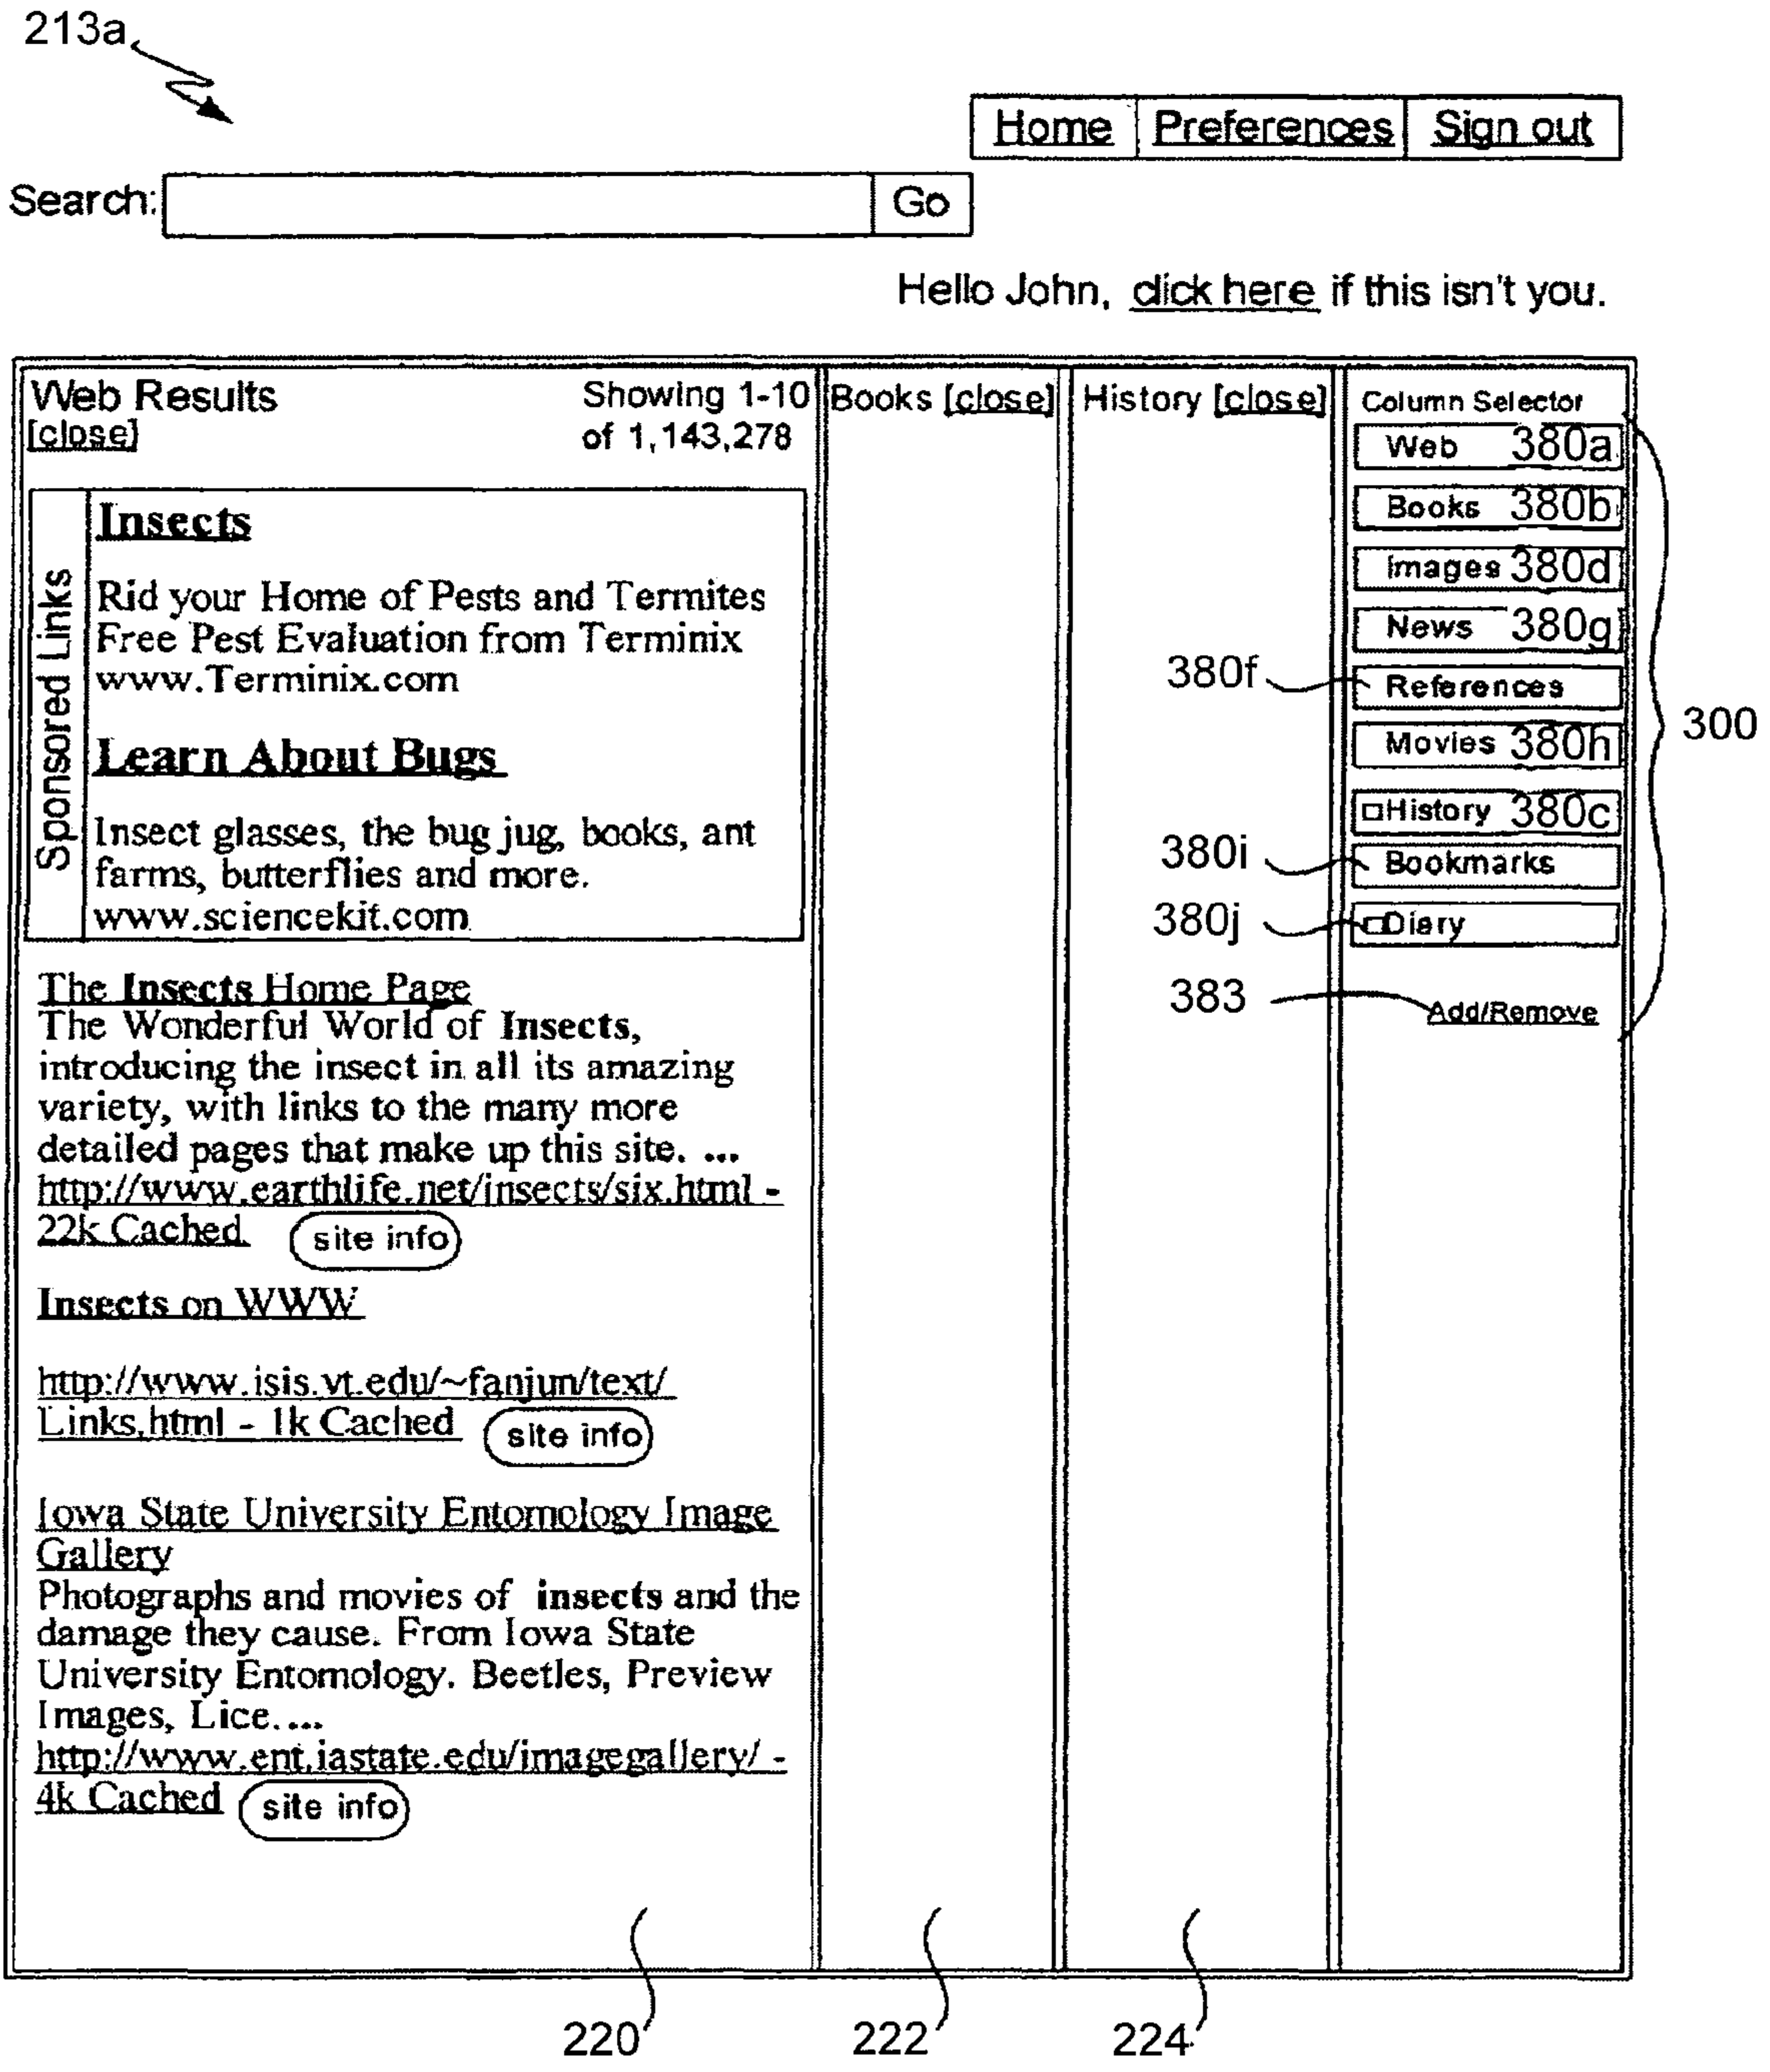 213a
Home Preferences Sign out
Search: Go
Hello John, click here if this isn't you.
Web Results
[close]
Showing 1-10
of 1,143,278
Sponsored Links
Insects
Rid your Home of Pests and Termites
Free Pest Evaluation from Terminix
www.Terminix.com
Learn About Bugs
Insect glasses, the bug jug, books, ant
farms, butterflies and more.
www.sciencekit.com
The Insects Home Page
The Wonderful World of Insects,
introducing the insect in all its amazing
variety, with links to the many more
detailed pages that make up this site. ...
http://www.earthlife.net/insects/six.html -
22k Cached site info
Insects on WWW
http://www.isis.vt.edu/~fanjun/text/
Links.html - 1k Cached site info
Iowa State University Entomology Image
Gallery
Photographs and movies of insects and the
damage they cause. From Iowa State
University Entomology. Beetles, Preview
Images, Lice....
http://www.ent.iastate.edu/imagegallery/ -
4k Cached site info
Books [close]
History [close]
Column Selector
Web 380a
Books 380b
Images 380d
News 380g
380f References
Movies 380h
History 380c
380i Bookmarks
380j Diary
383 Add/Remove
300
220 222 224